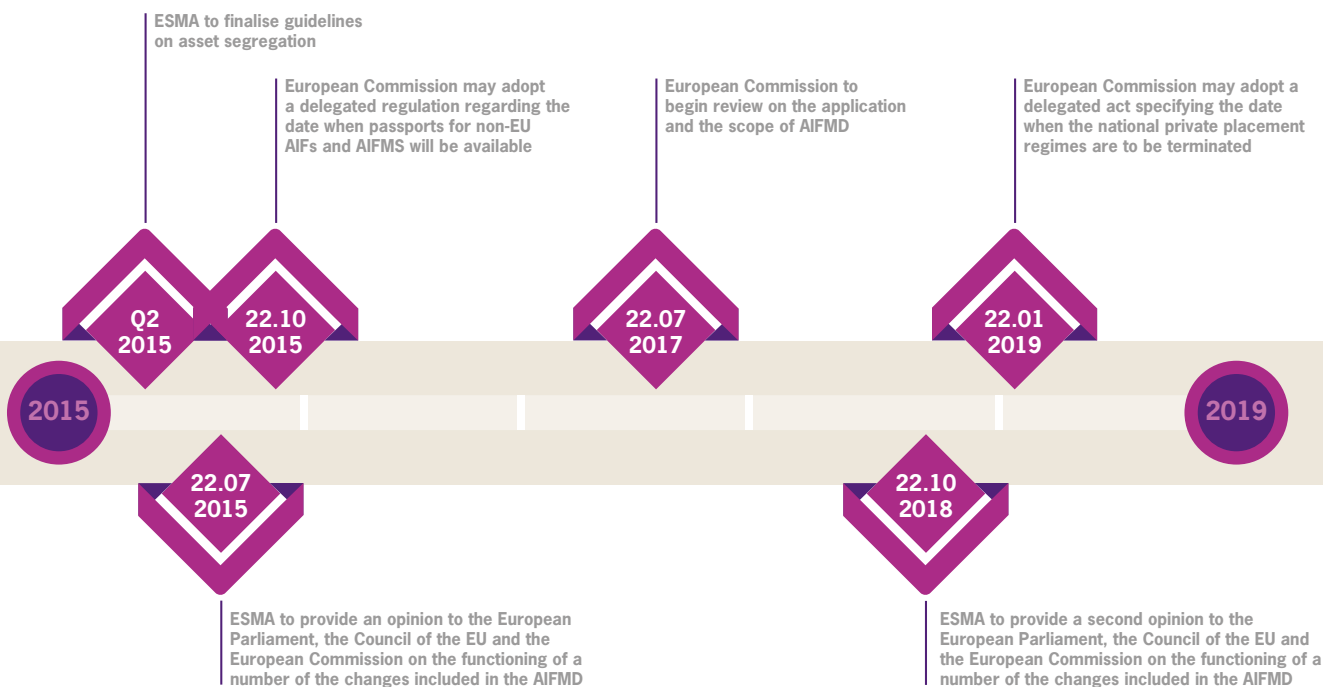 ESMA to finalise guidelines
on asset segregation
European Commission may adopt
a delegated regulation regarding the
date when passports for non-EU
AIFs and AIFMS will be available
European Commission to
begin review on the application
and the scope of AIFMD
European Commission may adopt a
delegated act specifying the date
when the national private placement
regimes are to be terminated
Q2
2015
22.10
2015
22.07
2017
22.01
2019
2015
2019
22.07
2015
22.10
2018
ESMA to provide an opinion to the European
Parliament, the Council of the EU and the
European Commission on the functioning of a
number of the changes included in the AIFMD
ESMA to provide a second opinion to the
European Parliament, the Council of the EU and
the European Commission on the functioning of a
number of the changes included in the AIFMD